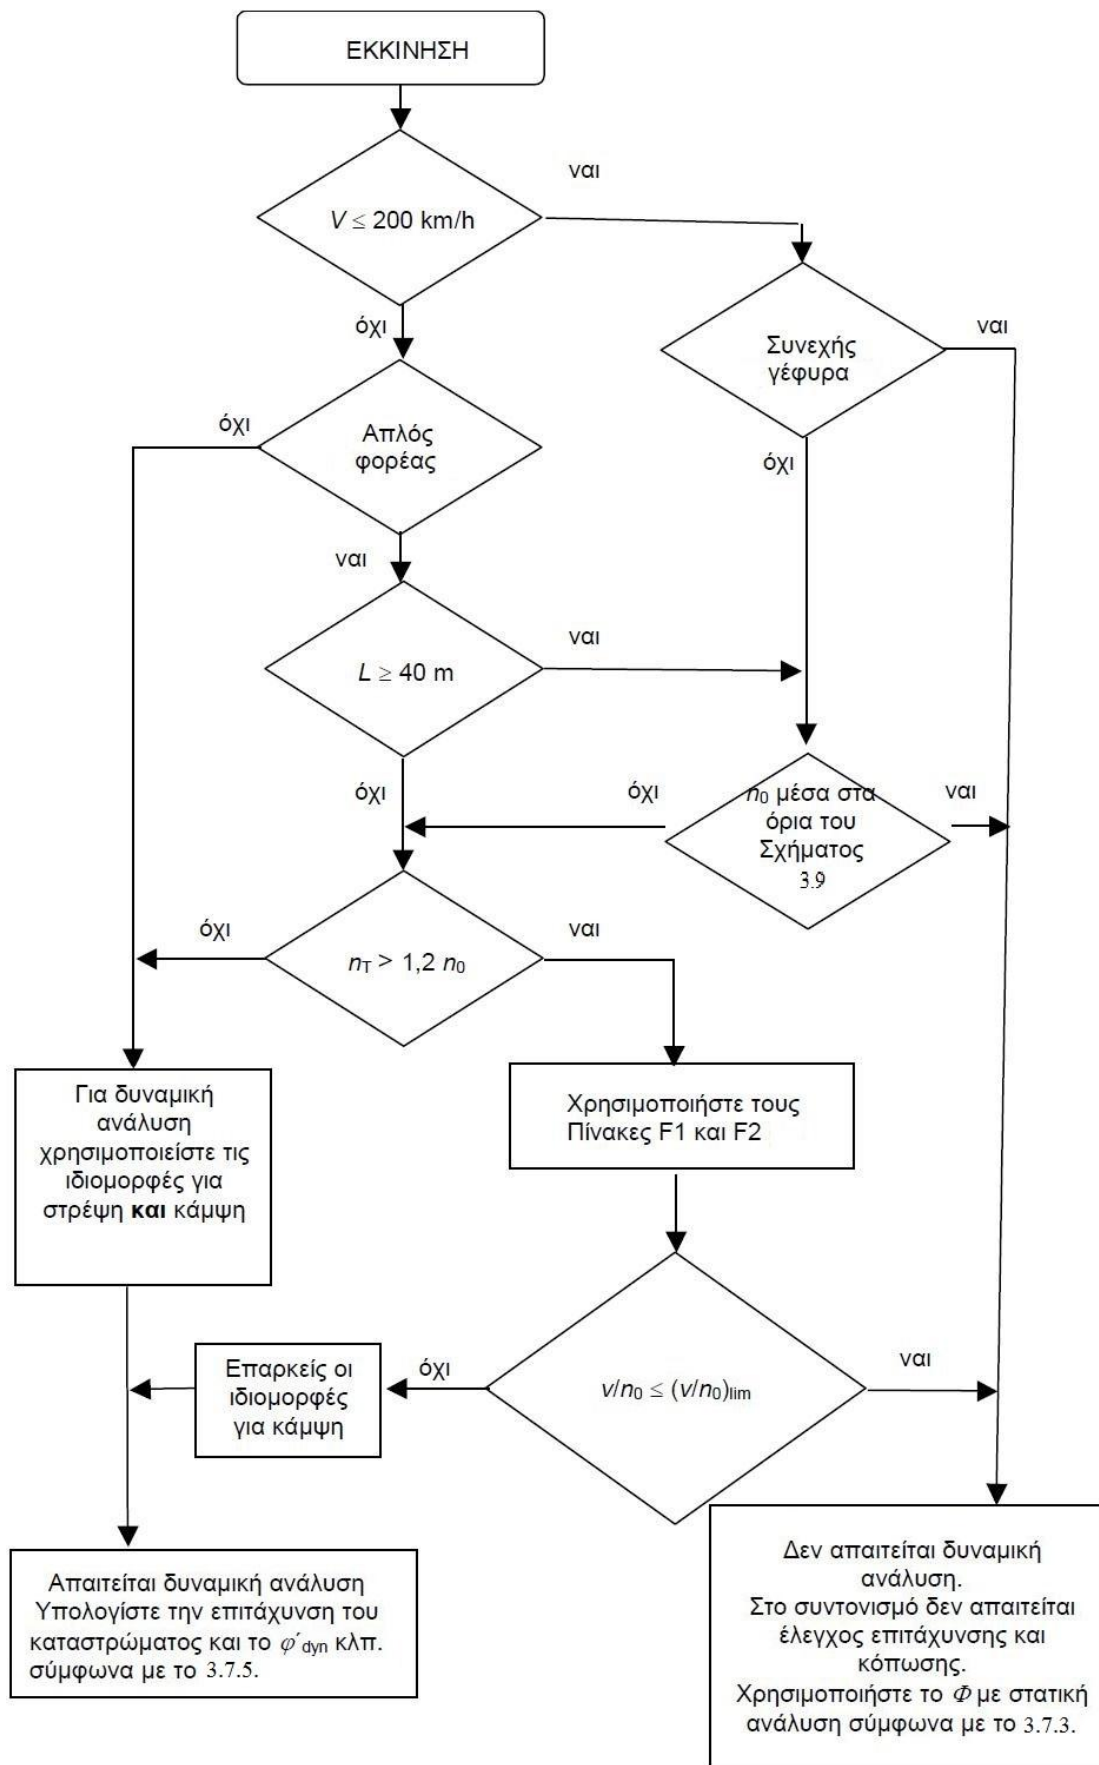 ΕΚΚΙΝΗΣΗ
ναι
V ≤ 200 km/h
όχι
Συνεχής
γέφυρα
ναι
όχι
Απλός
φορέας
όχι
ναι
L ≥ 40 m
ναι
όχι
όχι
n0 μέσα στα
όρια του
Σχήματος
3.9
ναι
όχι
nT > 1,2 n0
ναι
Για δυναμική
ανάλυση
χρησιμοποιείστε τις
ιδιομορφές για
στρέψη και κάμψη
Χρησιμοποιήστε τους
Πίνακες F1 και F2
Επαρκείς οι
ιδιομορφές
για κάμψη
όχι
v/n0 ≤ (v/n0)lim
ναι
Απαιτείται δυναμική ανάλυση
Υπολογίστε την επιτάχυνση του
καταστρώματος και το φ΄dyn κλπ.
σύμφωνα με το 3.7.5.
Δεν απαιτείται δυναμική
ανάλυση.
Στο συντονισμό δεν απαιτείται
έλεγχος επιτάχυνσης και
κόπωσης.
Χρησιμοποιήστε το Φ με στατική
ανάλυση σύμφωνα με το 3.7.3.